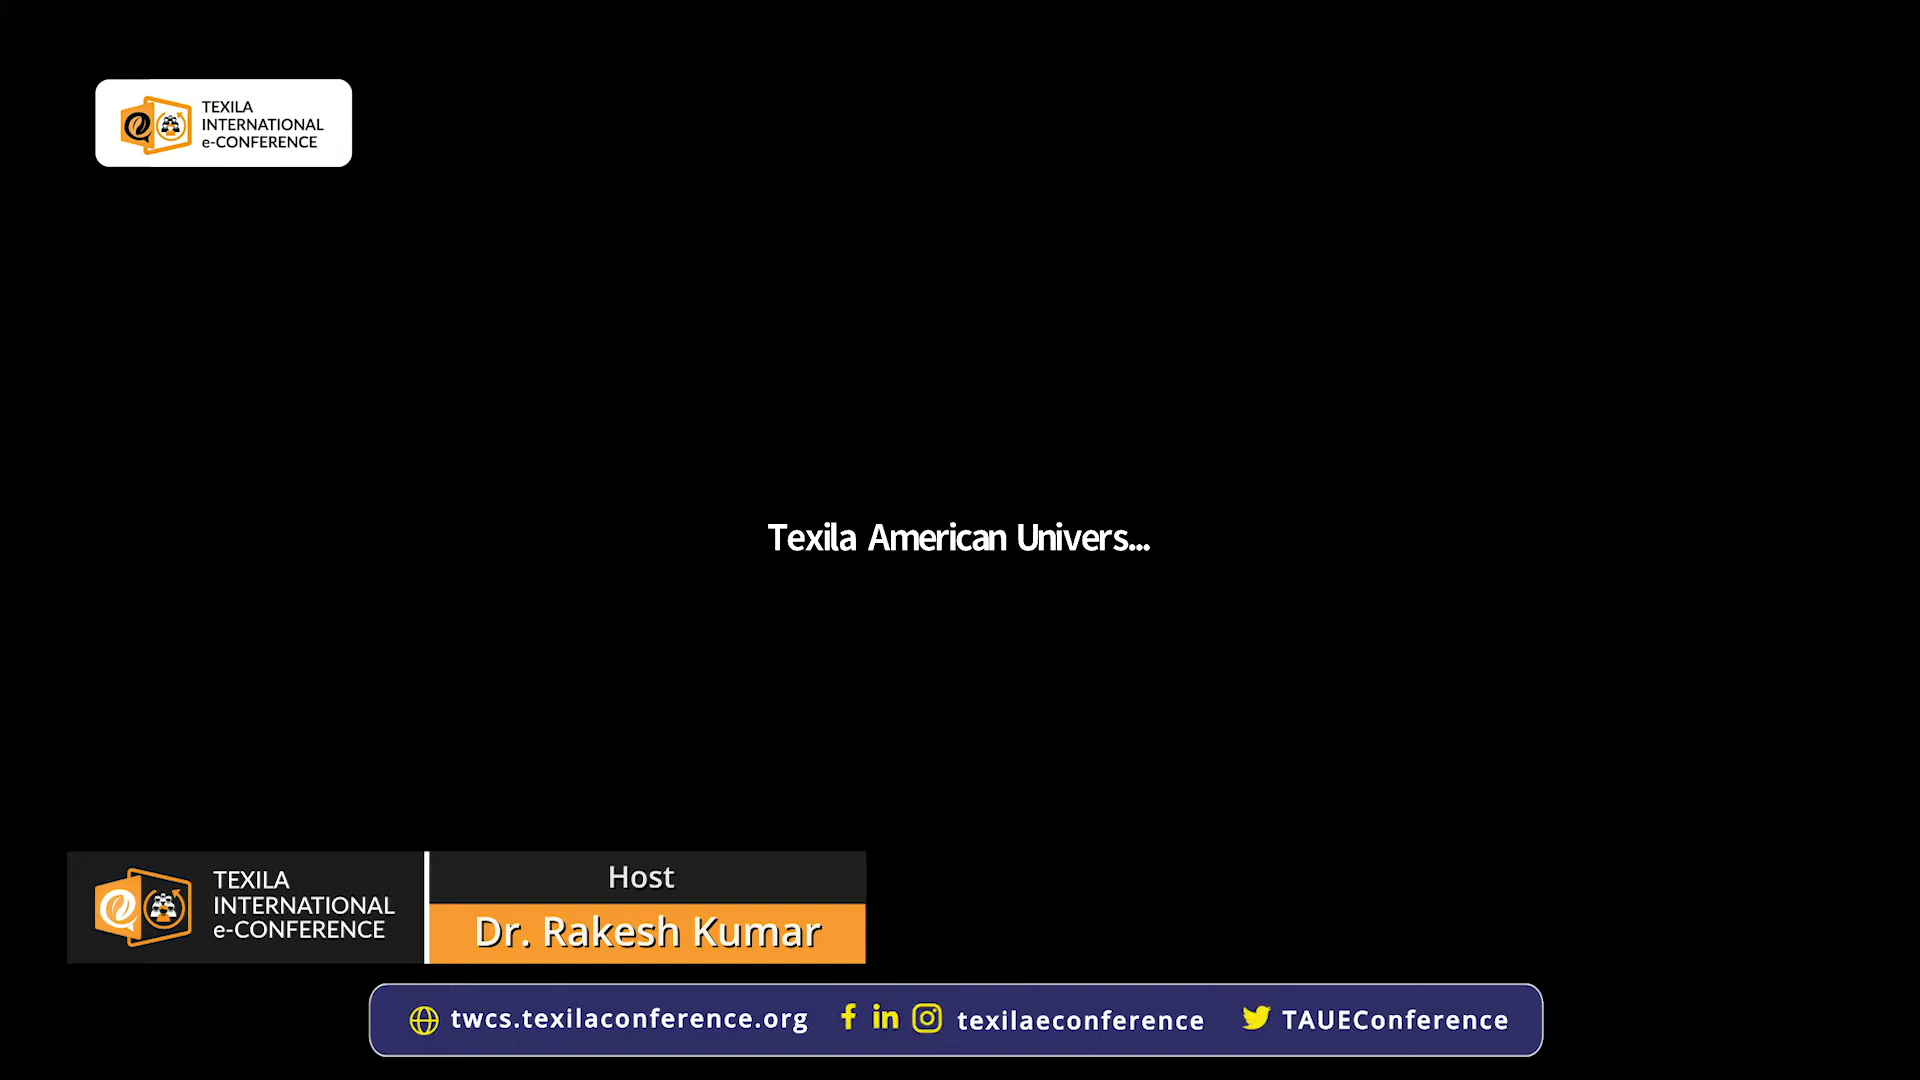 TEXILA
INTERNATIONAL
e-CONFERENCE
Texila American Univers...
TEXILA
INTERNATIONAL
e-CONFERENCE
Host
Dr. Rakesh Kumar
twcs.texilaconference.org
texilaeconference
TAUEConference